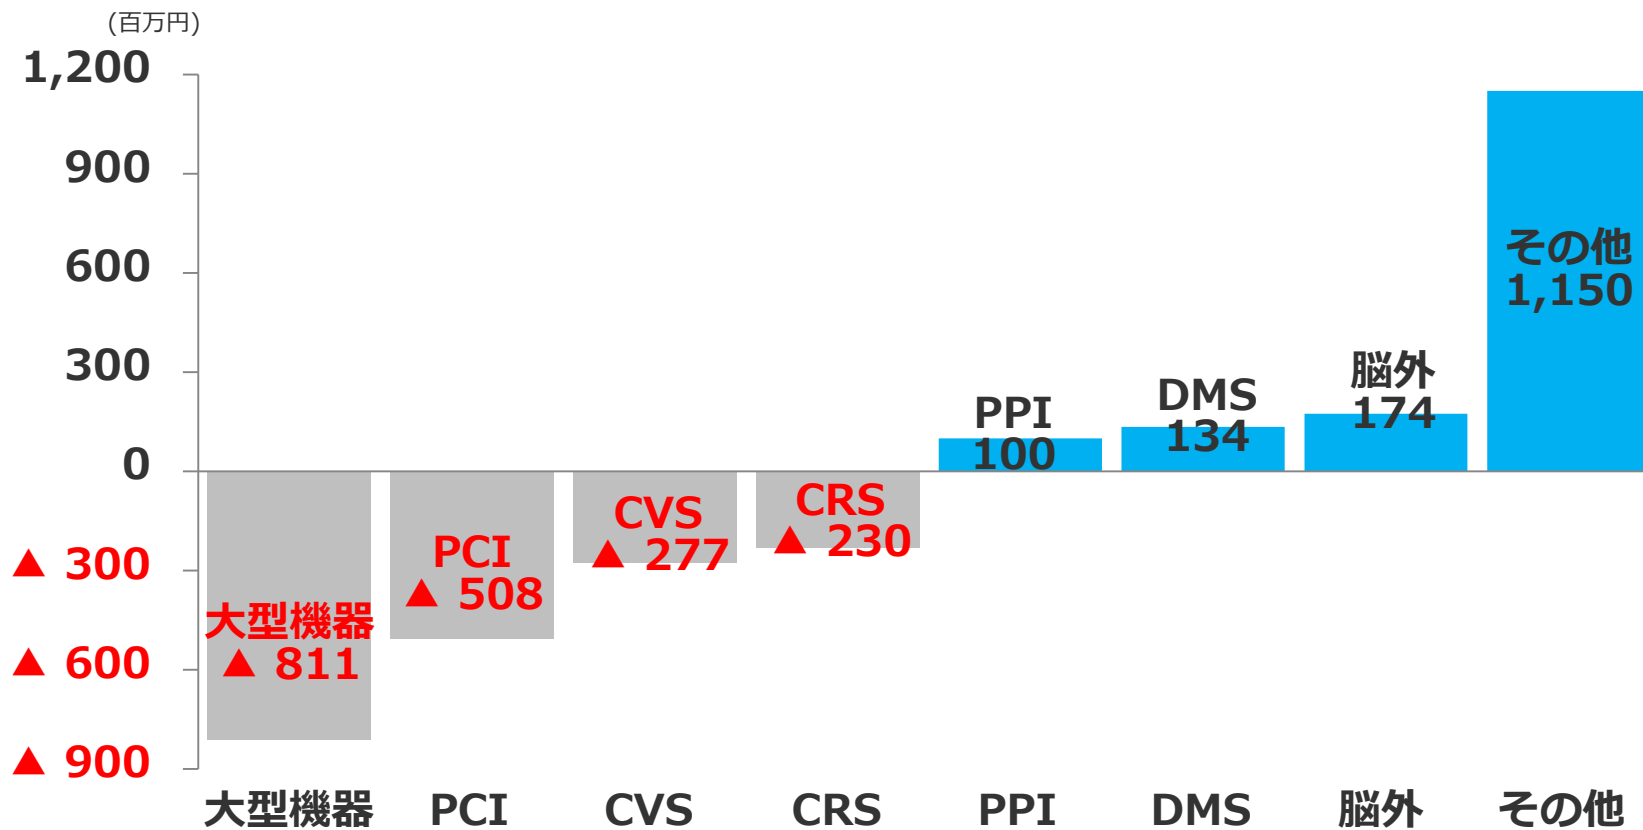 (百万円)
1,200
900
600
300
0
▲ 300
▲ 600
▲ 900
大型機器
▲ 811
PCI
▲ 508
CVS
▲ 277
CRS
▲ 230
PPI
100
DMS
134
脳外
174
その他
1,150
大型機器 PCI CVS CRS PPI DMS 脳外 その他